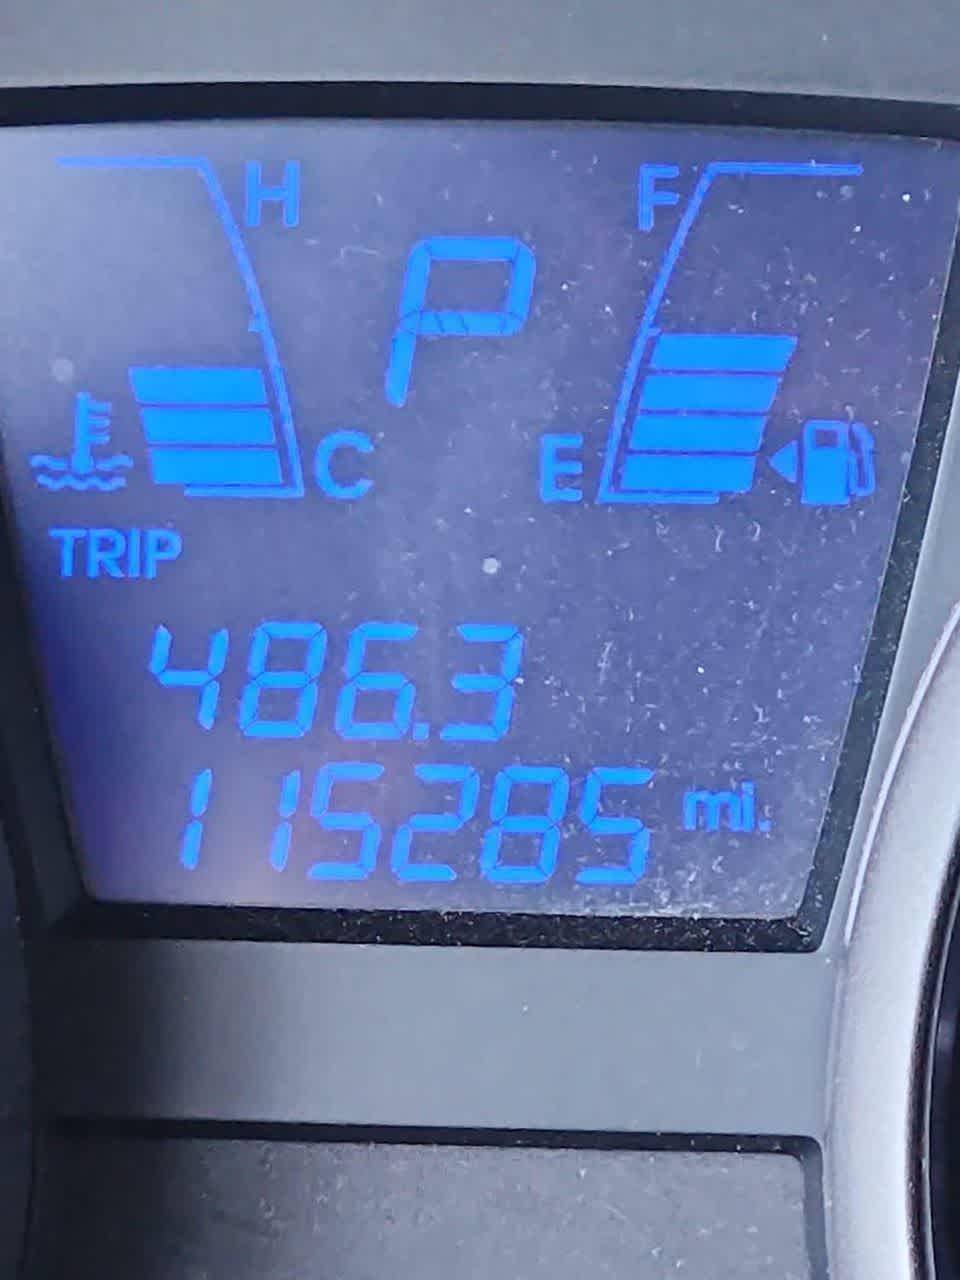 H F
P
C E
TRIP
486.3
115285 mi.